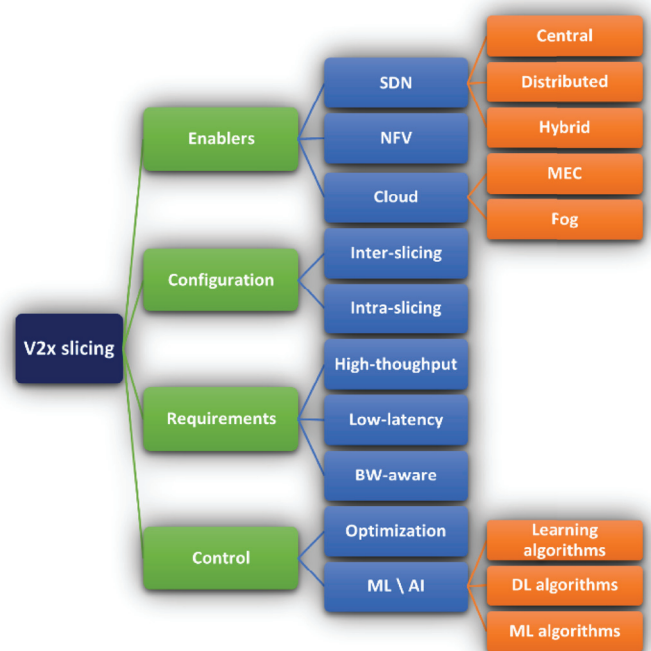 V2x slicing
Enablers
SDN
Central
Distributed
Hybrid
NFV
Cloud
MEC
Fog
Configuration
Inter-slicing
Intra-slicing
Requirements
High-thoughput
Low-latency
BW-aware
Control
Optimization
ML \ AI
Learning
algorithms
DL algorithms
ML algorithms